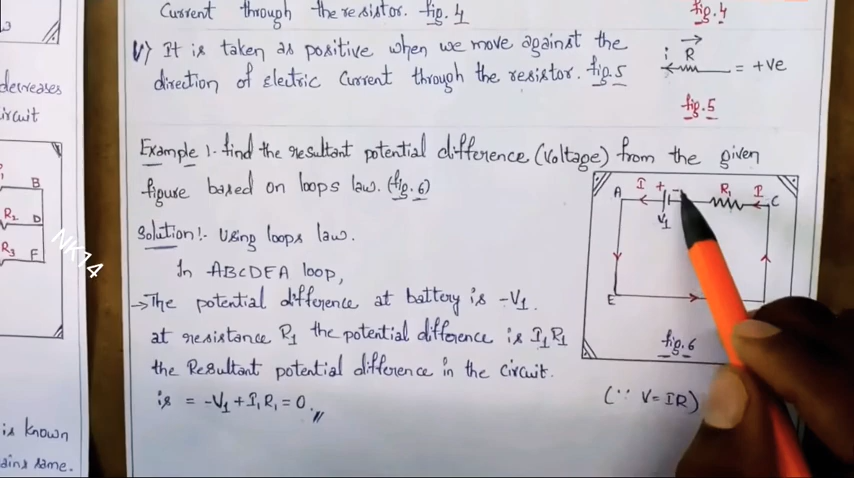 Current through the resistor. fig.4
fig.4
V) It is taken as positive when we move against the
direction of electric current through the resistor. fig.5
i R = +ve
fig.5
Example 1. find the resultant potential difference (voltage) from the given
figure based on loops law. (fig.6)
Solution!- Using loops law.
In ABCDEFA loop,
→The potential difference at battery is -V1.
at resistance R1 the potential difference is I1R1
the Resultant potential difference in the circuit.
is = -V1 + I1R1 = 0.
(∵ V=IR)
A I + - R1 I C
V1
E
fig.6
decreases
ircuit
B
R2 D
R3 F
NK14
is known
ains same.